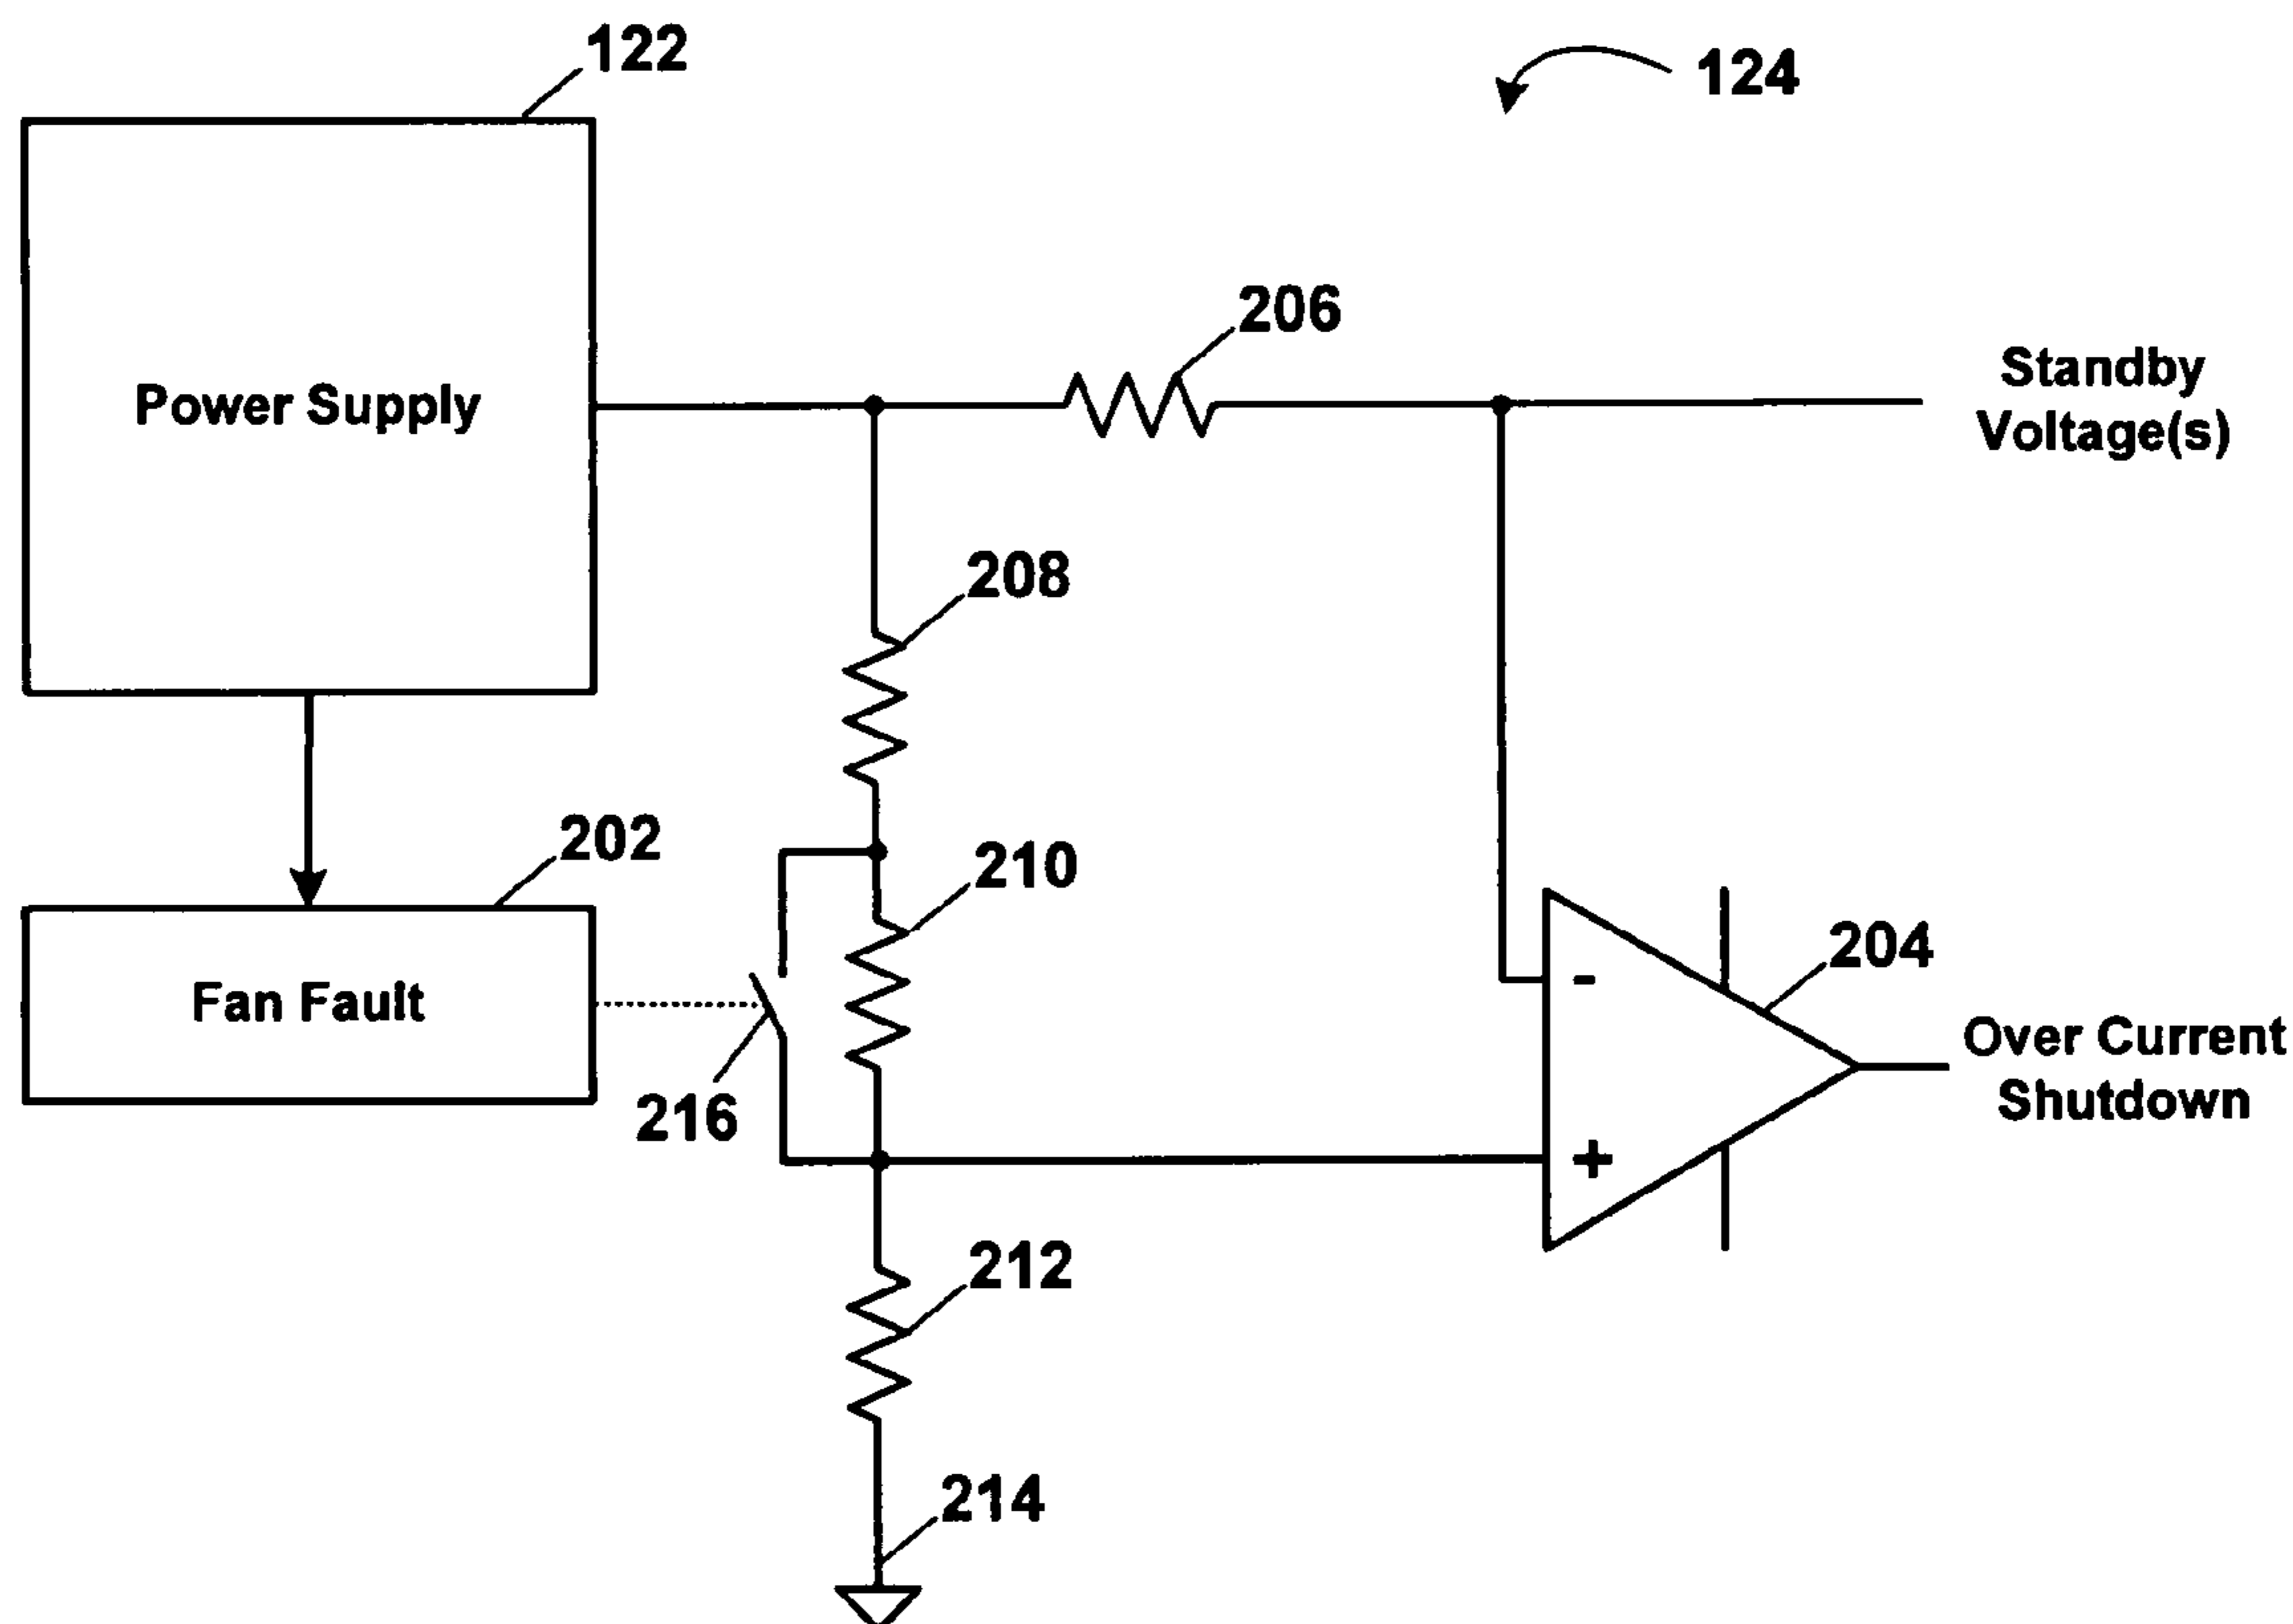 122
124
206
Standby
Voltage(s)
Power Supply
208
202
210
204
Fan Fault
-
Over Current
Shutdown
216
+
212
214